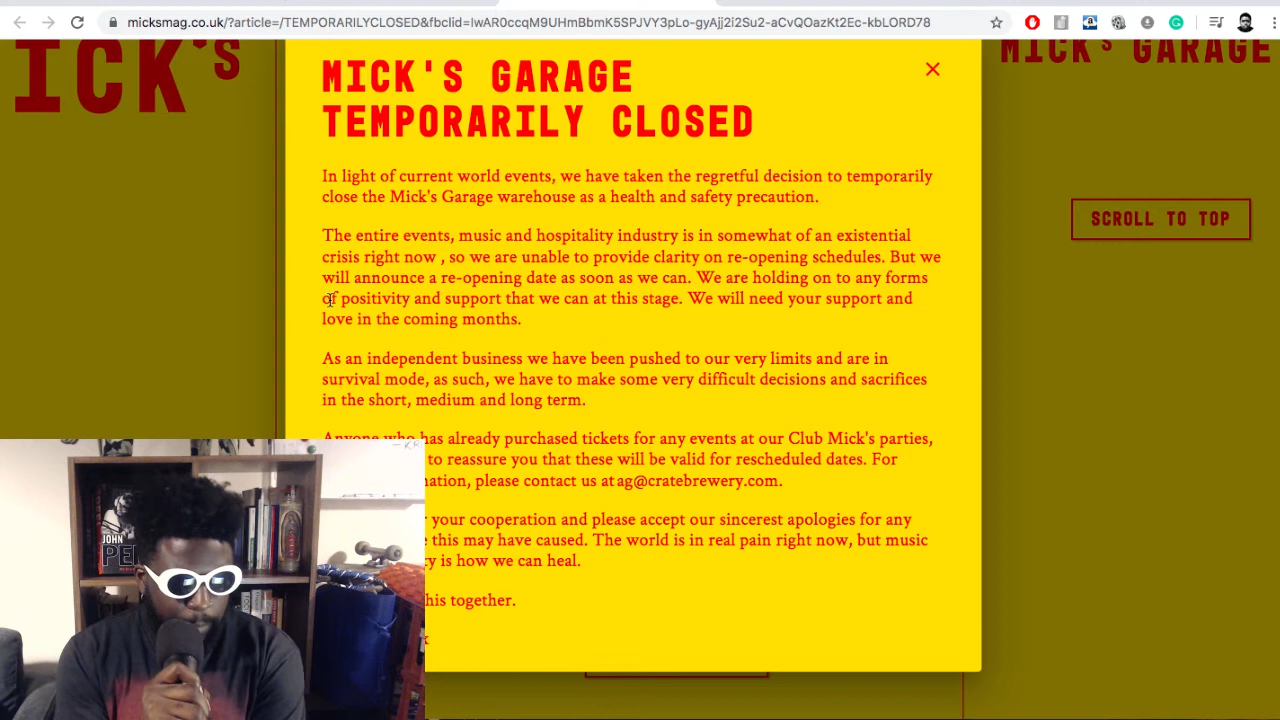 micksmag.co.uk/?article=/TEMPORARILYCLOSED&fbclid=IwAR0ccqM9UHmBbmK5SPJVY3pLo-gyAjj2i2Su2-aCvQOazKt2Ec-kbLORD78
ICK's
MICK'S GARAGE
MICK'S GARAGE
TEMPORARILY CLOSED
In light of current world events, we have taken the regretful decision to temporarily
close the Mick's Garage warehouse as a health and safety precaution.
SCROLL TO TOP
The entire events, music and hospitality industry is in somewhat of an existential
crisis right now , so we are unable to provide clarity on re-opening schedules. But we
will announce a re-opening date as soon as we can. We are holding on to any forms
of positivity and support that we can at this stage. We will need your support and
love in the coming months.
As an independent business we have been pushed to our very limits and are in
survival mode, as such, we have to make some very difficult decisions and sacrifices
in the short, medium and long term.
Anyone who has already purchased tickets for any events at our Club Mick's parties,
to reassure you that these will be valid for rescheduled dates. For
ation, please contact us at ag@cratebrewery.com.
your cooperation and please accept our sincerest apologies for any
this may have caused. The world is in real pain right now, but music
ty is how we can heal.
this together.
x
JOHN